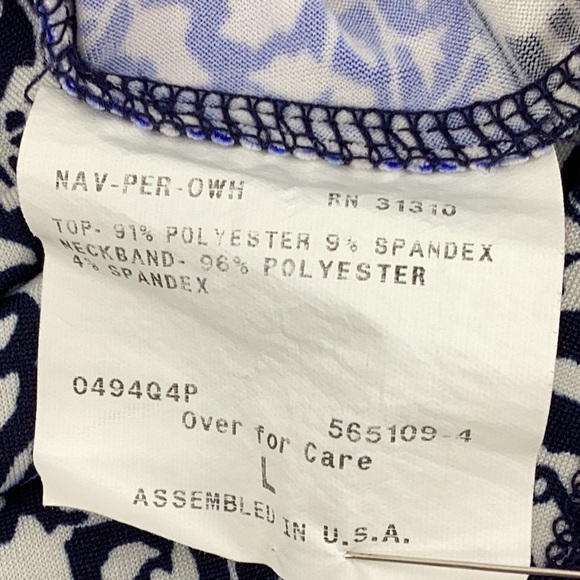 NAV-PER-OWH RN 31310
TOP- 91% POLYESTER 9% SPANDEX
NECKBAND- 96% POLYESTER
4% SPANDEX
0494Q4P 565109-4
Over for Care
L
ASSEMBLED IN U.S.A.